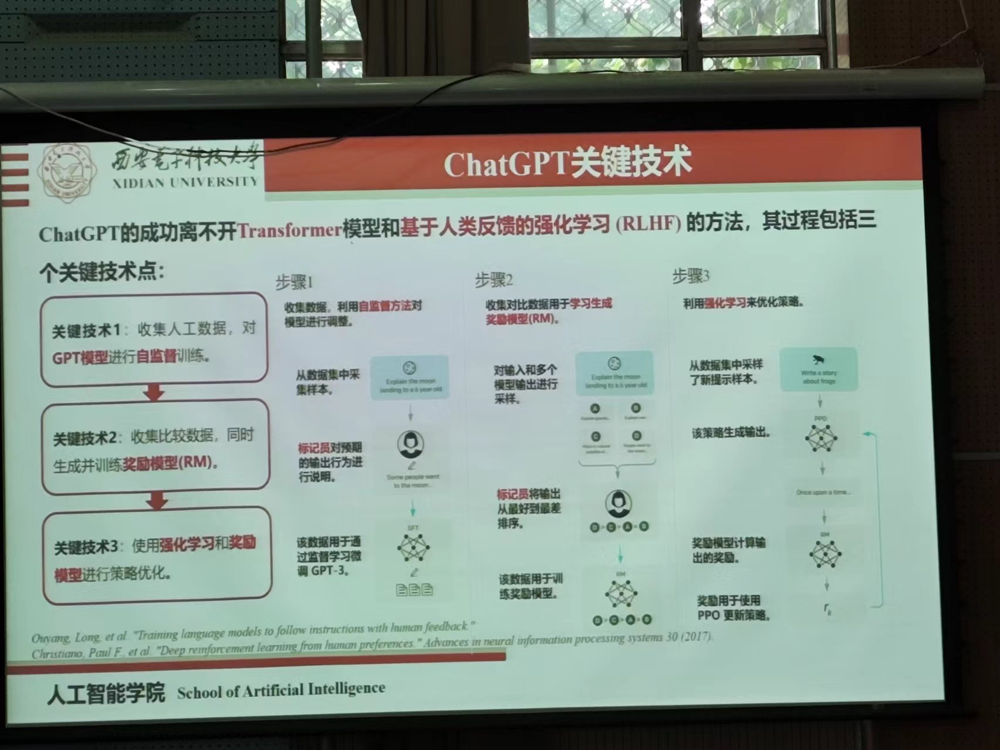 西安电子科技大学
XIDIAN UNIVERSITY
ChatGPT关键技术
ChatGPT的成功离不开Transformer模型和基于人类反馈的强化学习 (RLHF) 的方法，其过程包括三
个关键技术点：
关键技术1：收集人工数据，对
GPT模型进行自监督训练。
关键技术2：收集比较数据，同时
生成并训练奖励模型(RM)。
关键技术3：使用强化学习和奖励
模型进行策略优化。
步骤1
收集数据，利用自监督方法对
模型进行调整。
从数据集中采
集样本。
Explain the moon
landing to a 6 year old
标记员对预期
的输出行为进
行说明。
Some people went
to the moon...
该数据用于通
过监督学习微
调 GPT-3。
SFT
步骤2
收集对比数据用于学习生成
奖励模型(RM)。
对输入和多个
模型输出进行
采样。
Explain the moon
landing to a 6 year old
A
B
C
标记员将输出
从最好到最差
排序。
D > C > A = B
该数据用于训
练奖励模型。
RM
D > C > A = B
步骤3
利用强化学习来优化策略。
从数据集中采样
了新提示样本。
Write a story
about frogs
该策略生成输出。
PPO
Once upon a time...
奖励模型计算输
出的奖励。
RM
奖励用于使用
PPO 更新策略。
rk
Ouyang, Long, et al. "Training language models to follow instructions with human feedback."
Christiano, Paul F., et al. "Deep reinforcement learning from human preferences." Advances in neural information processing systems 30 (2017).
人工智能学院 School of Artificial Intelligence